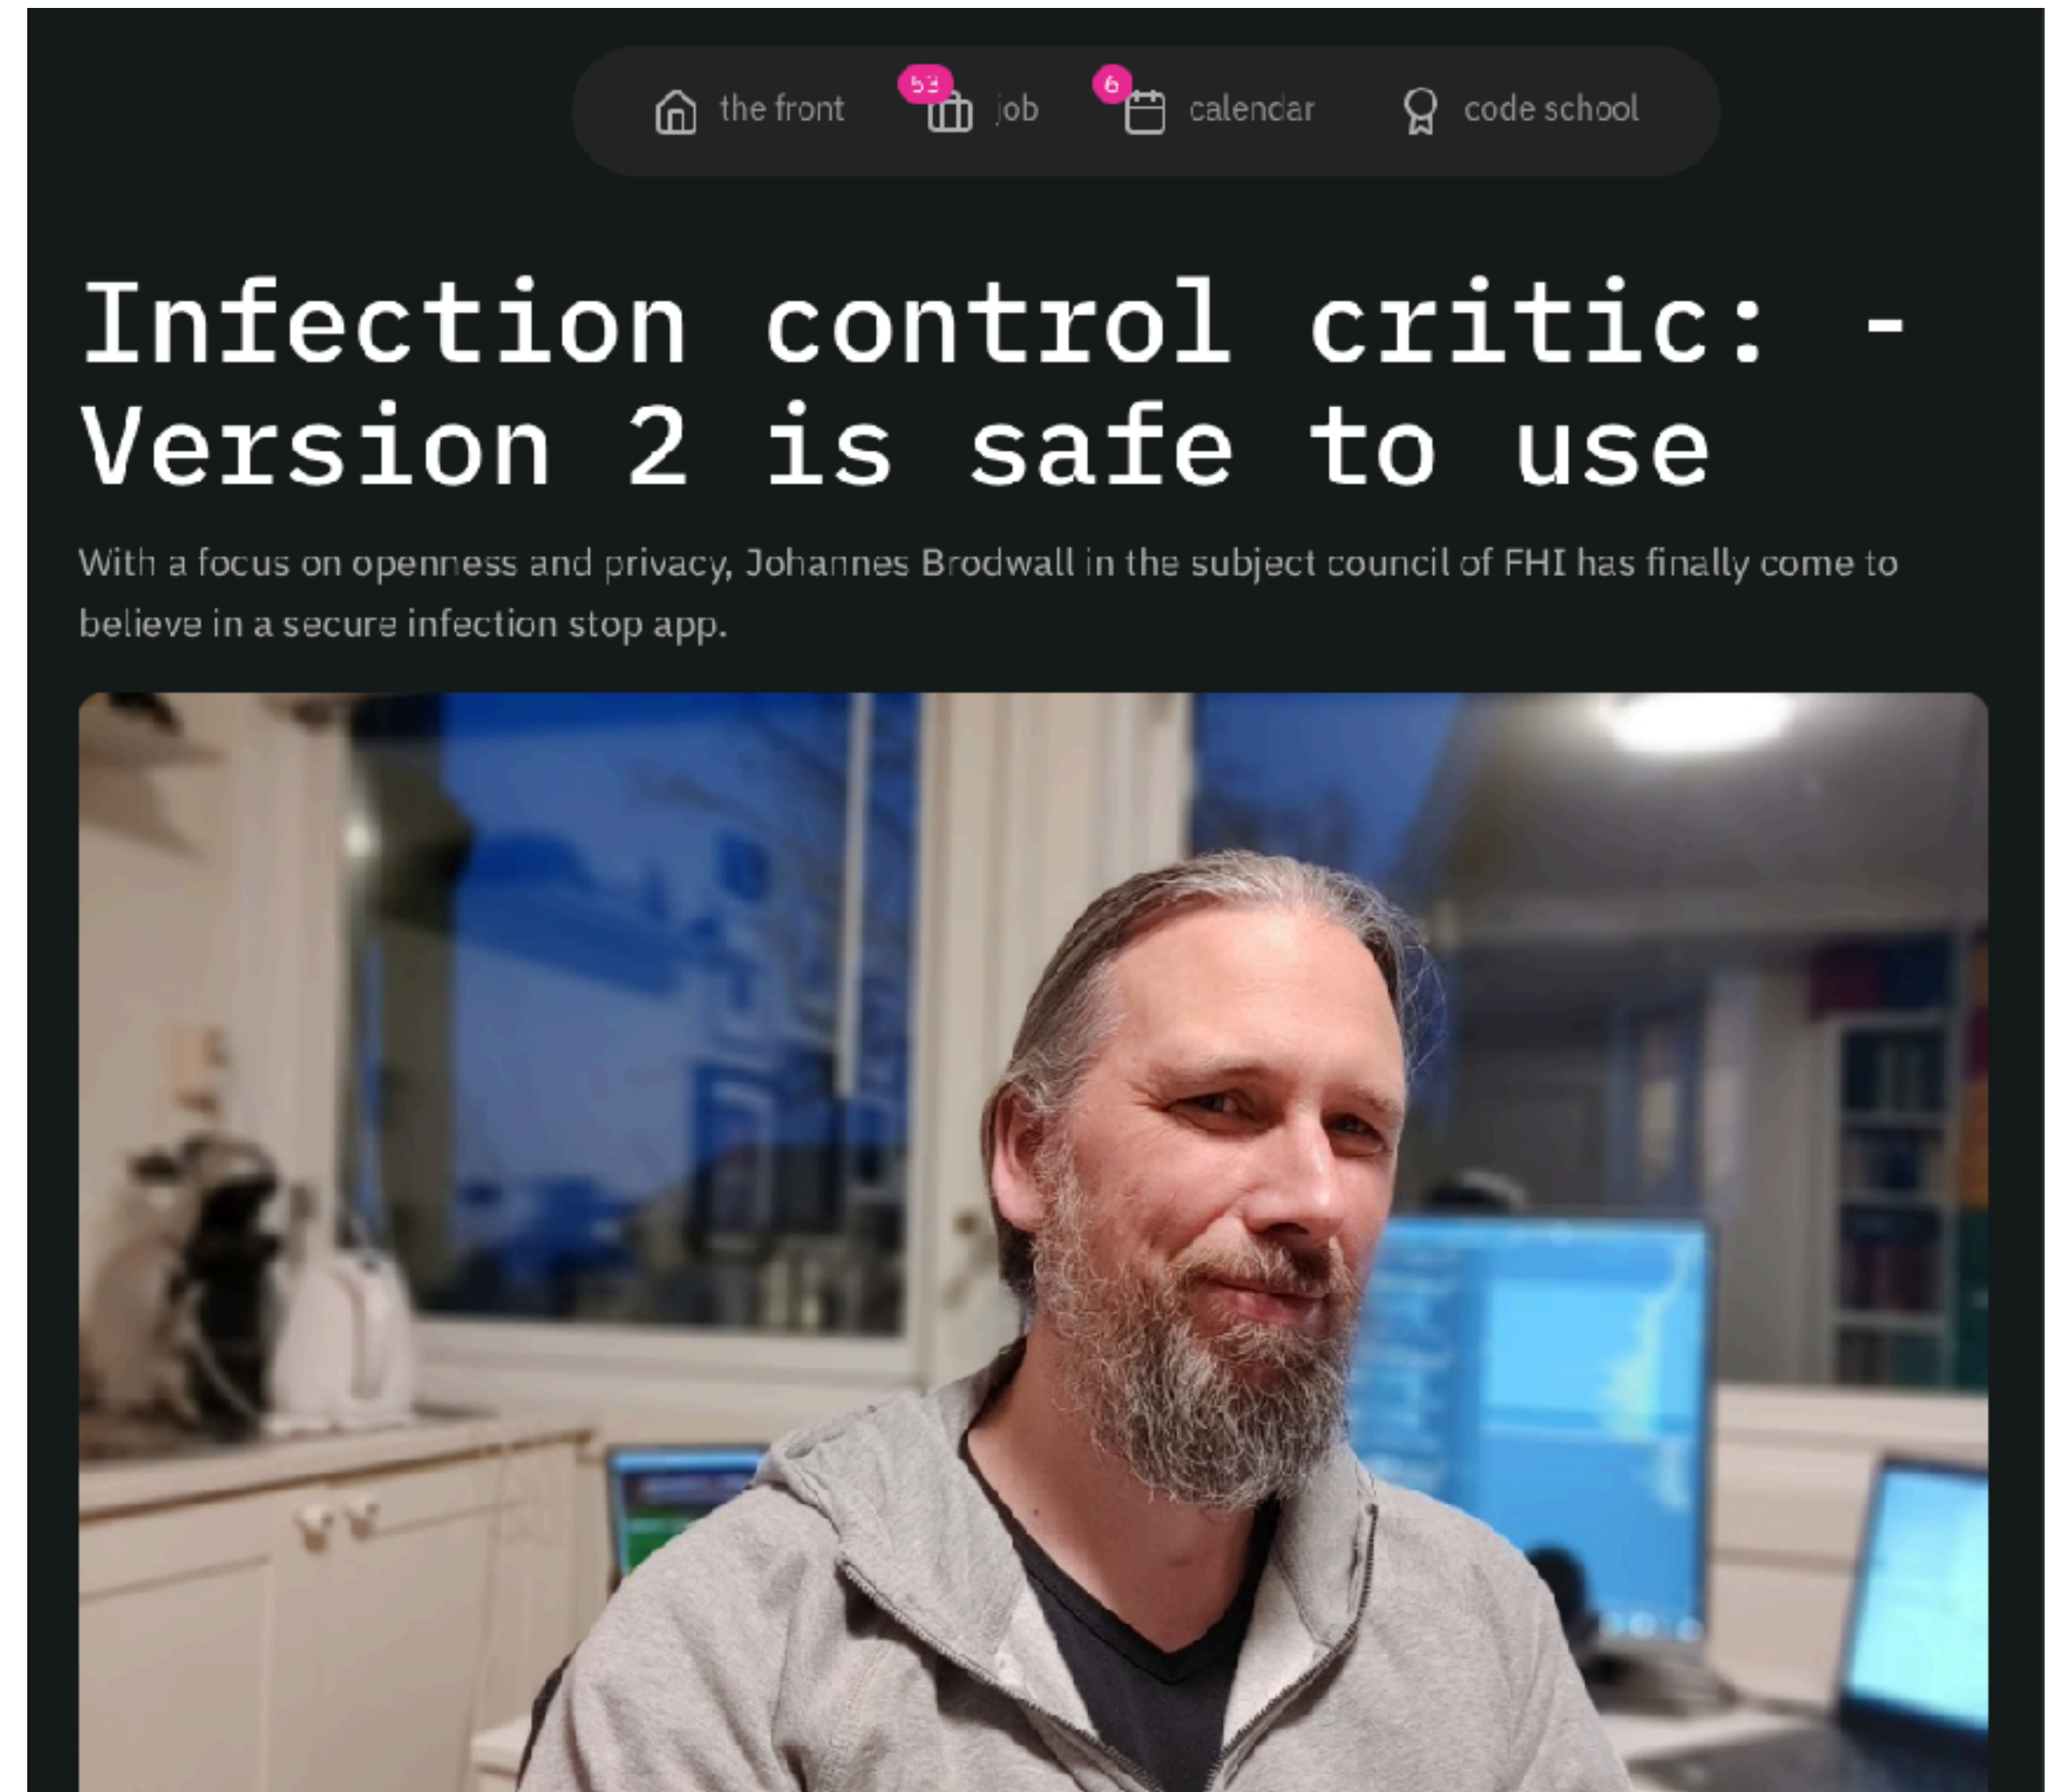 the front
53
job
6
calendar
code school
Infection control critic: -
Version 2 is safe to use
With a focus on openness and privacy, Johannes Brodwall in the subject council of FHI has finally come to
believe in a secure infection stop app.